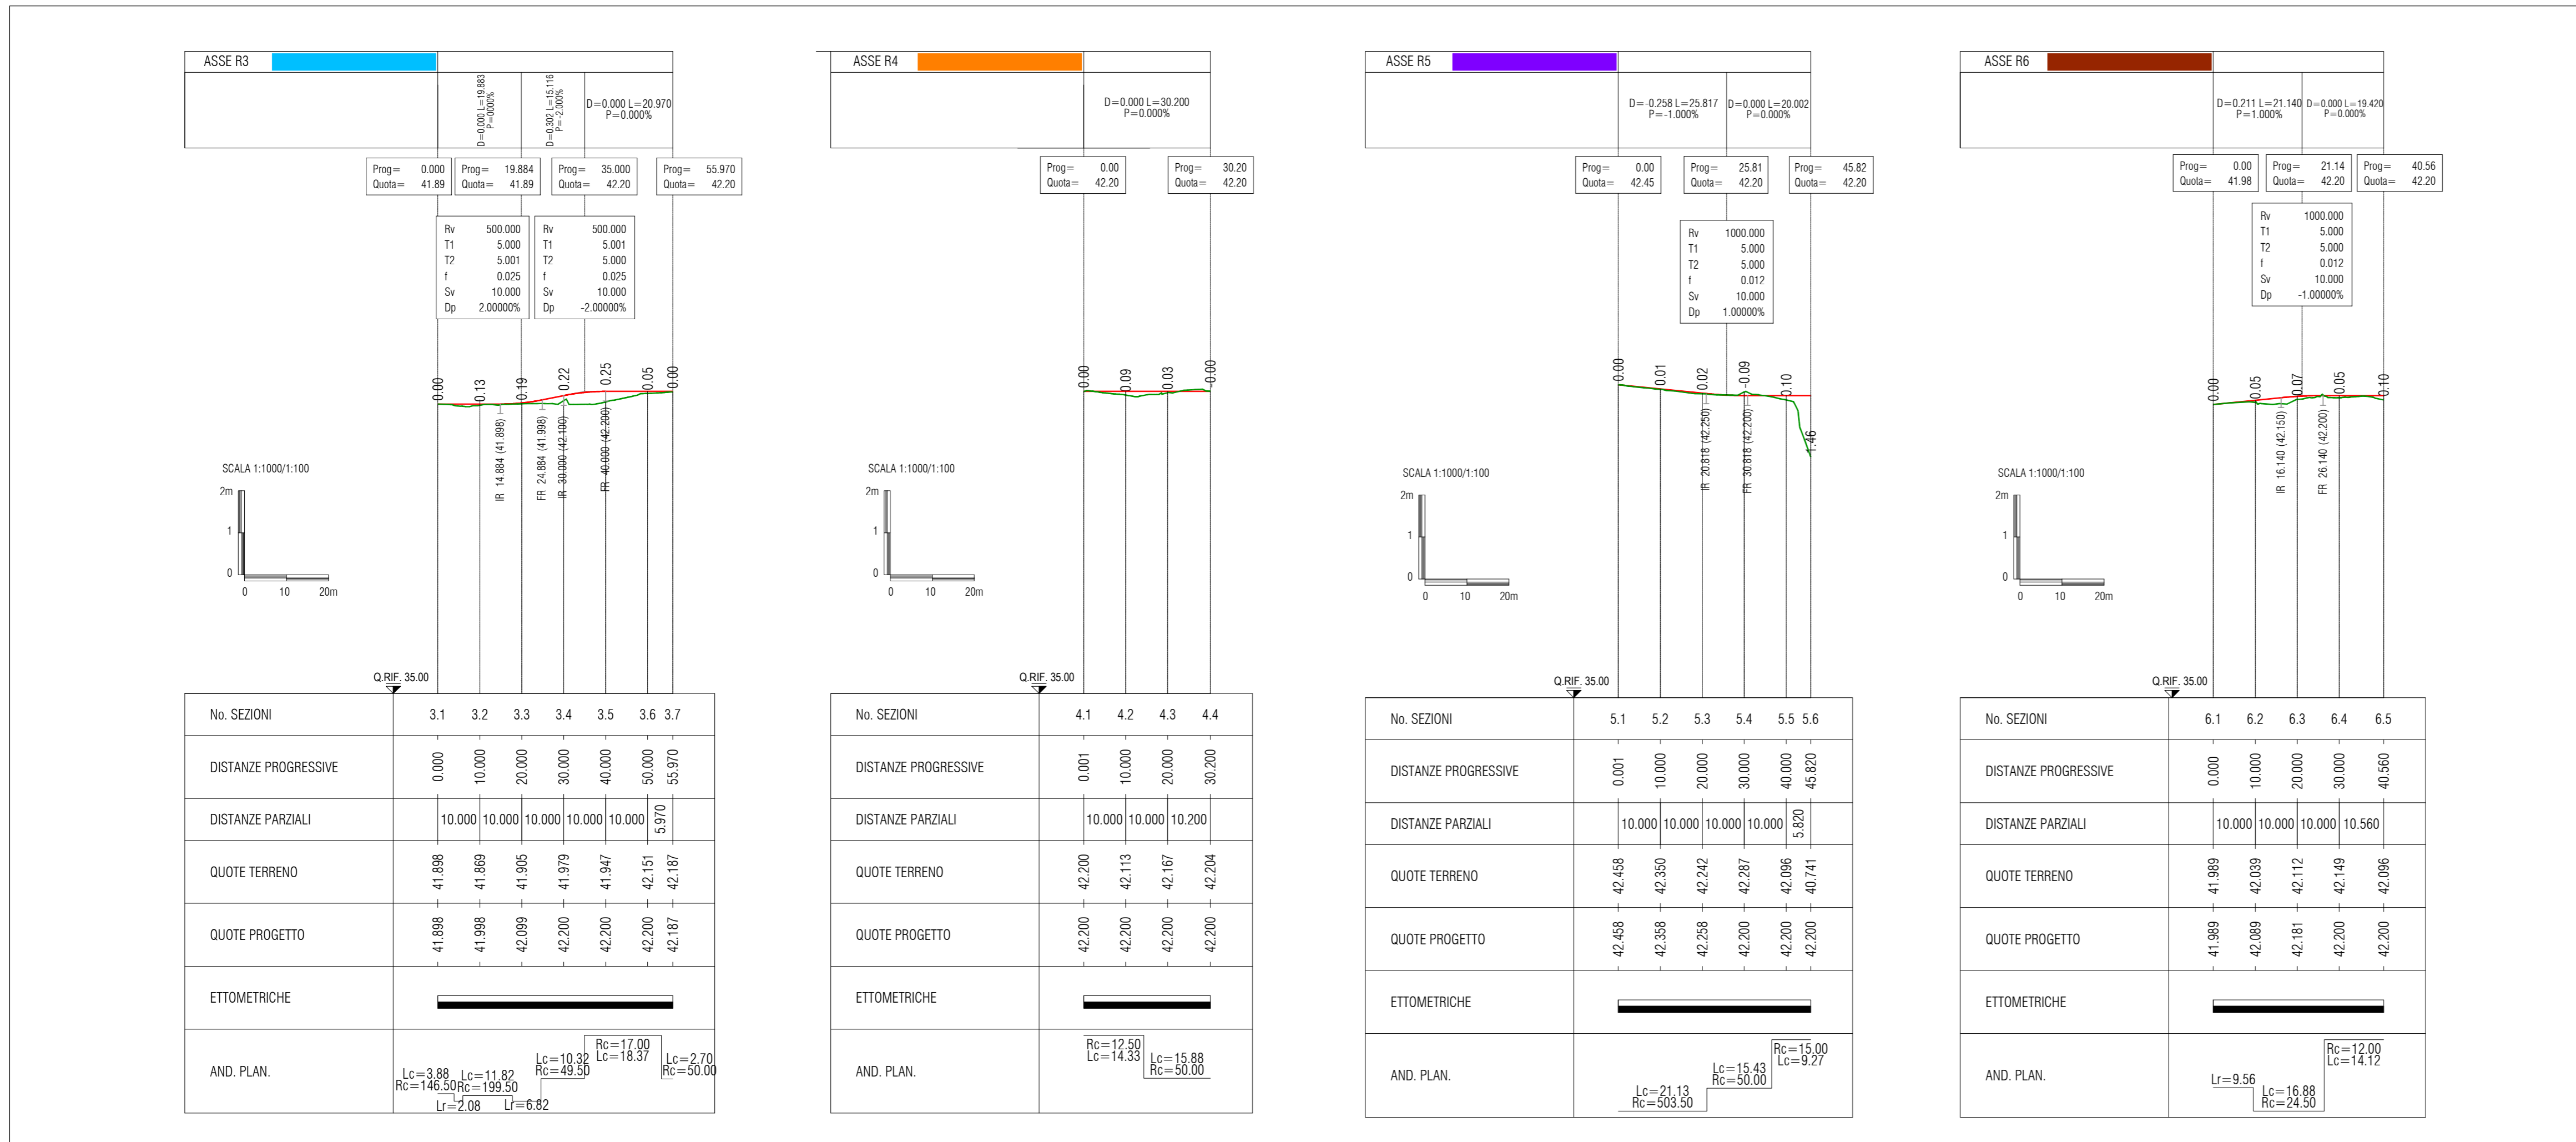 ASSE R3
D=0.000 L=19.883
P=0000%
D=0.302 L=15.116
P=-2.000%
D=0.000 L=20.970
P=0.000%
Prog= 0.000
Quota= 41.89
Prog= 19.884
Quota= 41.89
Prog= 35.000
Quota= 42.20
Prog= 55.970
Quota= 42.20
Rv 500.000
T1 5.000
T2 5.001
f 0.025
Sv 10.000
Dp 2.00000%
Rv 500.000
T1 5.001
T2 5.000
f 0.025
Sv 10.000
Dp -2.00000%
0.00 0.13 0.19 0.22 0.25 0.05 0.00
IR 14.884 (41.898)
FR 24.884 (41.998)
IR 30.000 (42.100)
FR 40.000 (42.200)
SCALA 1:1000/1:100
2m
1
0
0 10 20m
Q.RIF. 35.00
No. SEZIONI 3.1 3.2 3.3 3.4 3.5 3.6 3.7
DISTANZE PROGRESSIVE 0.000 10.000 20.000 30.000 40.000 50.000 55.970
DISTANZE PARZIALI 10.000 10.000 10.000 10.000 10.000 5.970
QUOTE TERRENO 41.898 41.869 41.905 41.979 41.947 42.151 42.187
QUOTE PROGETTO 41.898 41.998 42.099 42.200 42.200 42.200 42.187
ETTOMETRICHE
AND. PLAN.
Lc=3.88
Rc=146.50
Lr=2.08
Lc=11.82
Rc=199.50
Lr=6.82
Lc=10.32
Rc=49.50
Rc=17.00
Lc=18.37
Lc=2.70
Rc=50.00
ASSE R4
D=0.000 L=30.200
P=0.000%
Prog= 0.00
Quota= 42.20
Prog= 30.20
Quota= 42.20
0.00 0.09 0.03 -0.00
SCALA 1:1000/1:100
2m
1
0
0 10 20m
Q.RIF. 35.00
No. SEZIONI 4.1 4.2 4.3 4.4
DISTANZE PROGRESSIVE 0.001 10.000 20.000 30.200
DISTANZE PARZIALI 10.000 10.000 10.200
QUOTE TERRENO 42.200 42.113 42.167 42.204
QUOTE PROGETTO 42.200 42.200 42.200 42.200
ETTOMETRICHE
AND. PLAN.
Rc=12.50
Lc=14.33
Lc=15.88
Rc=50.00
ASSE R5
D=-0.258 L=25.817
P=-1.000%
D=0.000 L=20.002
P=0.000%
Prog= 0.00
Quota= 42.45
Prog= 25.81
Quota= 42.20
Prog= 45.82
Quota= 42.20
Rv 1000.000
T1 5.000
T2 5.000
f 0.012
Sv 10.000
Dp 1.00000%
0.00 0.01 0.02 -0.09 0.10 1.46
IR 20.818 (42.250)
FR 30.818 (42.200)
SCALA 1:1000/1:100
2m
1
0
0 10 20m
Q.RIF. 35.00
No. SEZIONI 5.1 5.2 5.3 5.4 5.5 5.6
DISTANZE PROGRESSIVE 0.001 10.000 20.000 30.000 40.000 45.820
DISTANZE PARZIALI 10.000 10.000 10.000 10.000 5.820
QUOTE TERRENO 42.458 42.350 42.242 42.287 42.096 40.741
QUOTE PROGETTO 42.458 42.358 42.258 42.200 42.200 42.200
ETTOMETRICHE
AND. PLAN.
Lc=21.13
Rc=503.50
Lc=15.43
Rc=50.00
Rc=15.00
Lc=9.27
ASSE R6
D=0.211 L=21.140
P=1.000%
D=0.000 L=19.420
P=0.000%
Prog= 0.00
Quota= 41.98
Prog= 21.14
Quota= 42.20
Prog= 40.56
Quota= 42.20
Rv 1000.000
T1 5.000
T2 5.000
f 0.012
Sv 10.000
Dp -1.00000%
0.00 0.05 0.07 0.05 0.10
IR 16.140 (42.150)
FR 26.140 (42.200)
SCALA 1:1000/1:100
2m
1
0
0 10 20m
Q.RIF. 35.00
No. SEZIONI 6.1 6.2 6.3 6.4 6.5
DISTANZE PROGRESSIVE 0.000 10.000 20.000 30.000 40.560
DISTANZE PARZIALI 10.000 10.000 10.000 10.560
QUOTE TERRENO 41.989 42.039 42.112 42.149 42.096
QUOTE PROGETTO 41.989 42.089 42.181 42.200 42.200
ETTOMETRICHE
AND. PLAN.
Lr=9.56
Lc=16.88
Rc=24.50
Rc=12.00
Lc=14.12